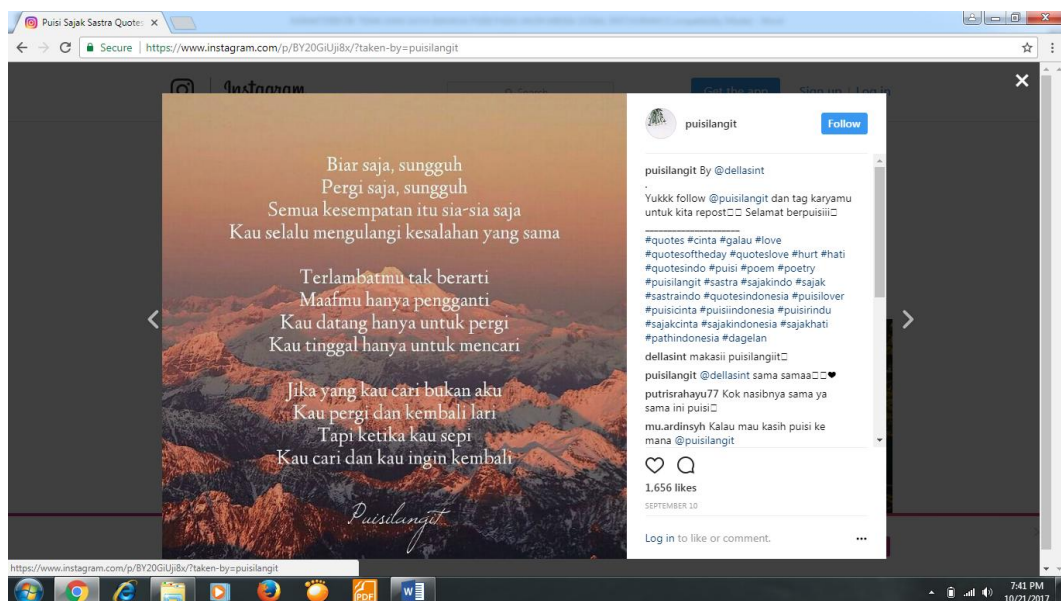 Puisi Sajak Sastra Quotes
Secure | https://www.instagram.com/p/BY20GiUji8x/?taken-by=puisilangit
Instagram
Search
Get the app
Sign up | Log in
Biar saja, sungguh
Pergi saja, sungguh
Semua kesempatan itu sia-sia saja
Kau selalu mengulangi kesalahan yang sama
Terlambatmu tak berarti
Maafmu hanya pengganti
Kau datang hanya untuk pergi
Kau tinggal hanya untuk mencari
Jika yang kau cari bukan aku
Kau pergi dan kembali lari
Tapi ketika kau sepi
Kau cari dan kau ingin kembali
Puisilangit
puisilangit
Follow
puisilangit By @dellasint
.
Yukkk follow @puisilangit dan tag karyamu
untuk kita repost Selamat berpuisiii
#quotes #cinta #galau #love
#quotesoftheday #quoteslove #hurt #hati
#quotesindo #puisi #poem #poetry
#puisilangit #sastra #sajakindo #sajak
#sastraindo #quotesindonesia #puisilover
#puisicinta #puisiindonesia #puisirindu
#sajakcinta #sajakindonesia #sajakhati
#pathindonesia #dagelan
dellasint makasii puisilangiit
puisilangit @dellasint sama samaa
putrisrahayu77 Kok nasibnya sama ya
sama ini puisi
mu.ardinsyh Kalau mau kasih puisi ke
mana @puisilangit
1,656 likes
SEPTEMBER 10
Log in to like or comment.
https://www.instagram.com/p/BY20GiUji8x/?taken-by=puisilangit
PDF
W
7:41 PM
10/21/2017